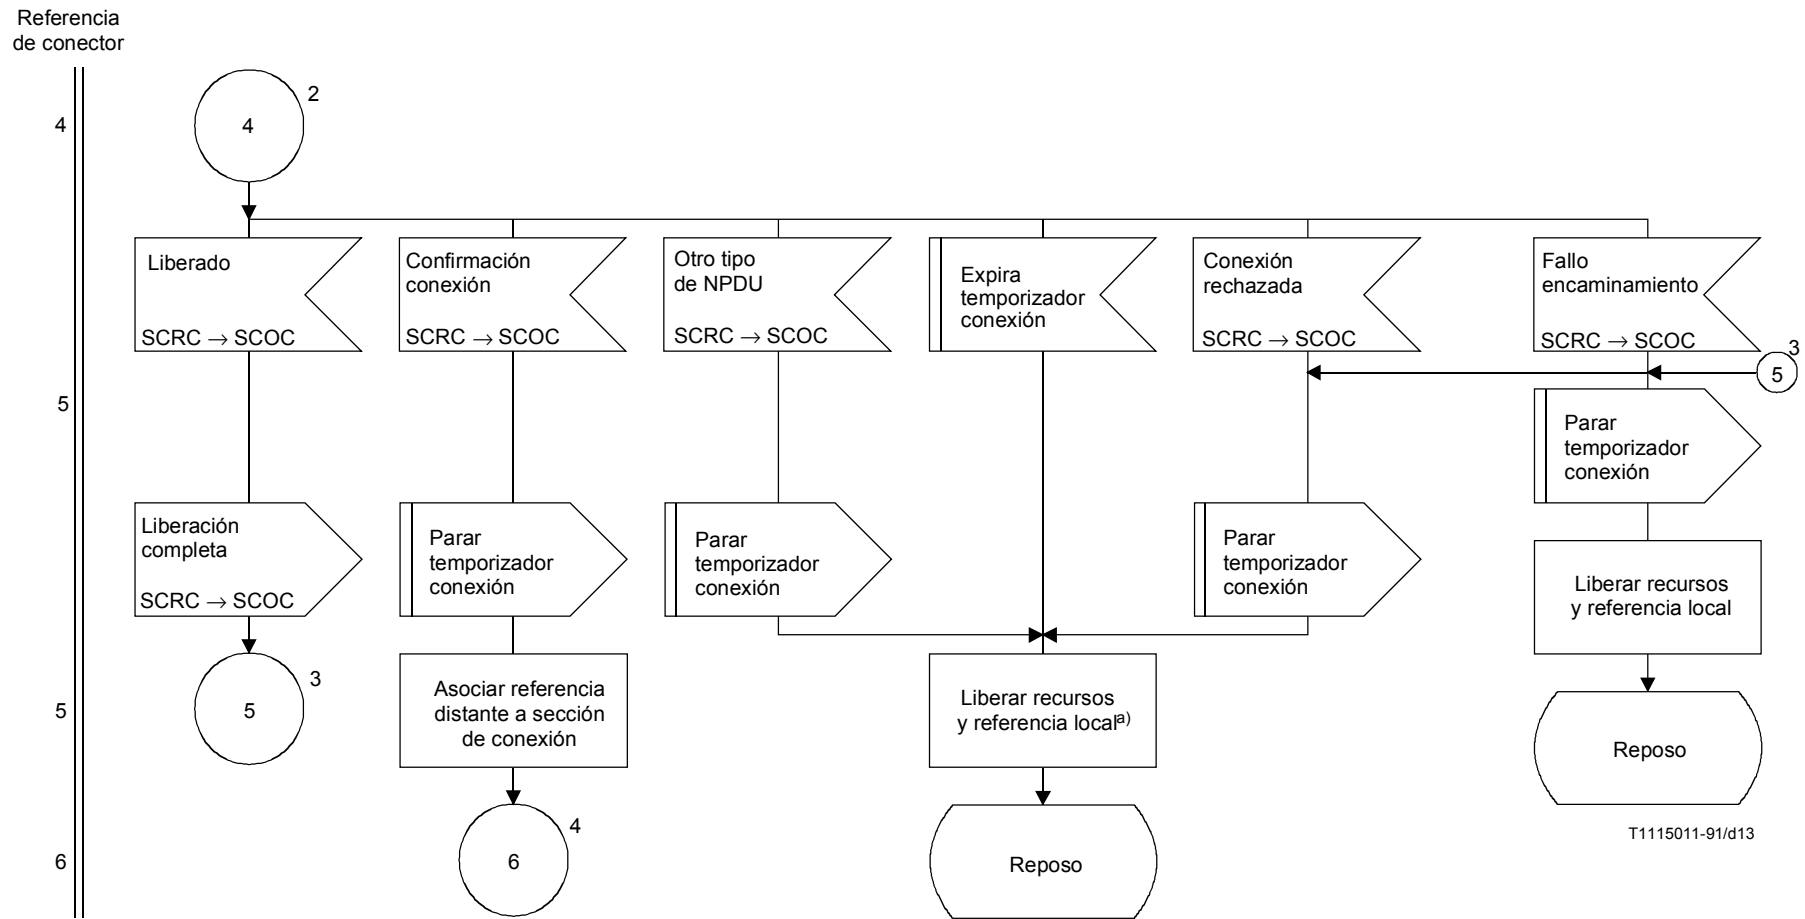 Referencia
de conector
4
4
2
Liberado
SCRC → SCOC
Confirmación
conexión
SCRC → SCOC
Otro tipo
de NPDU
SCRC → SCOC
Expira
temporizador
conexión
Conexión
rechazada
SCRC → SCOC
Fallo
encaminamiento
SCRC → SCOC
3
5
5
Parar
temporizador
conexión
Liberación
completa
SCRC → SCOC
Parar
temporizador
conexión
Parar
temporizador
conexión
Parar
temporizador
conexión
Liberar recursos
y referencia local
5
5
3
Asociar referencia
distante a sección
de conexión
Liberar recursos
y referencia local a)
Reposo
T1115011-91/d13
6
6
4
Reposo